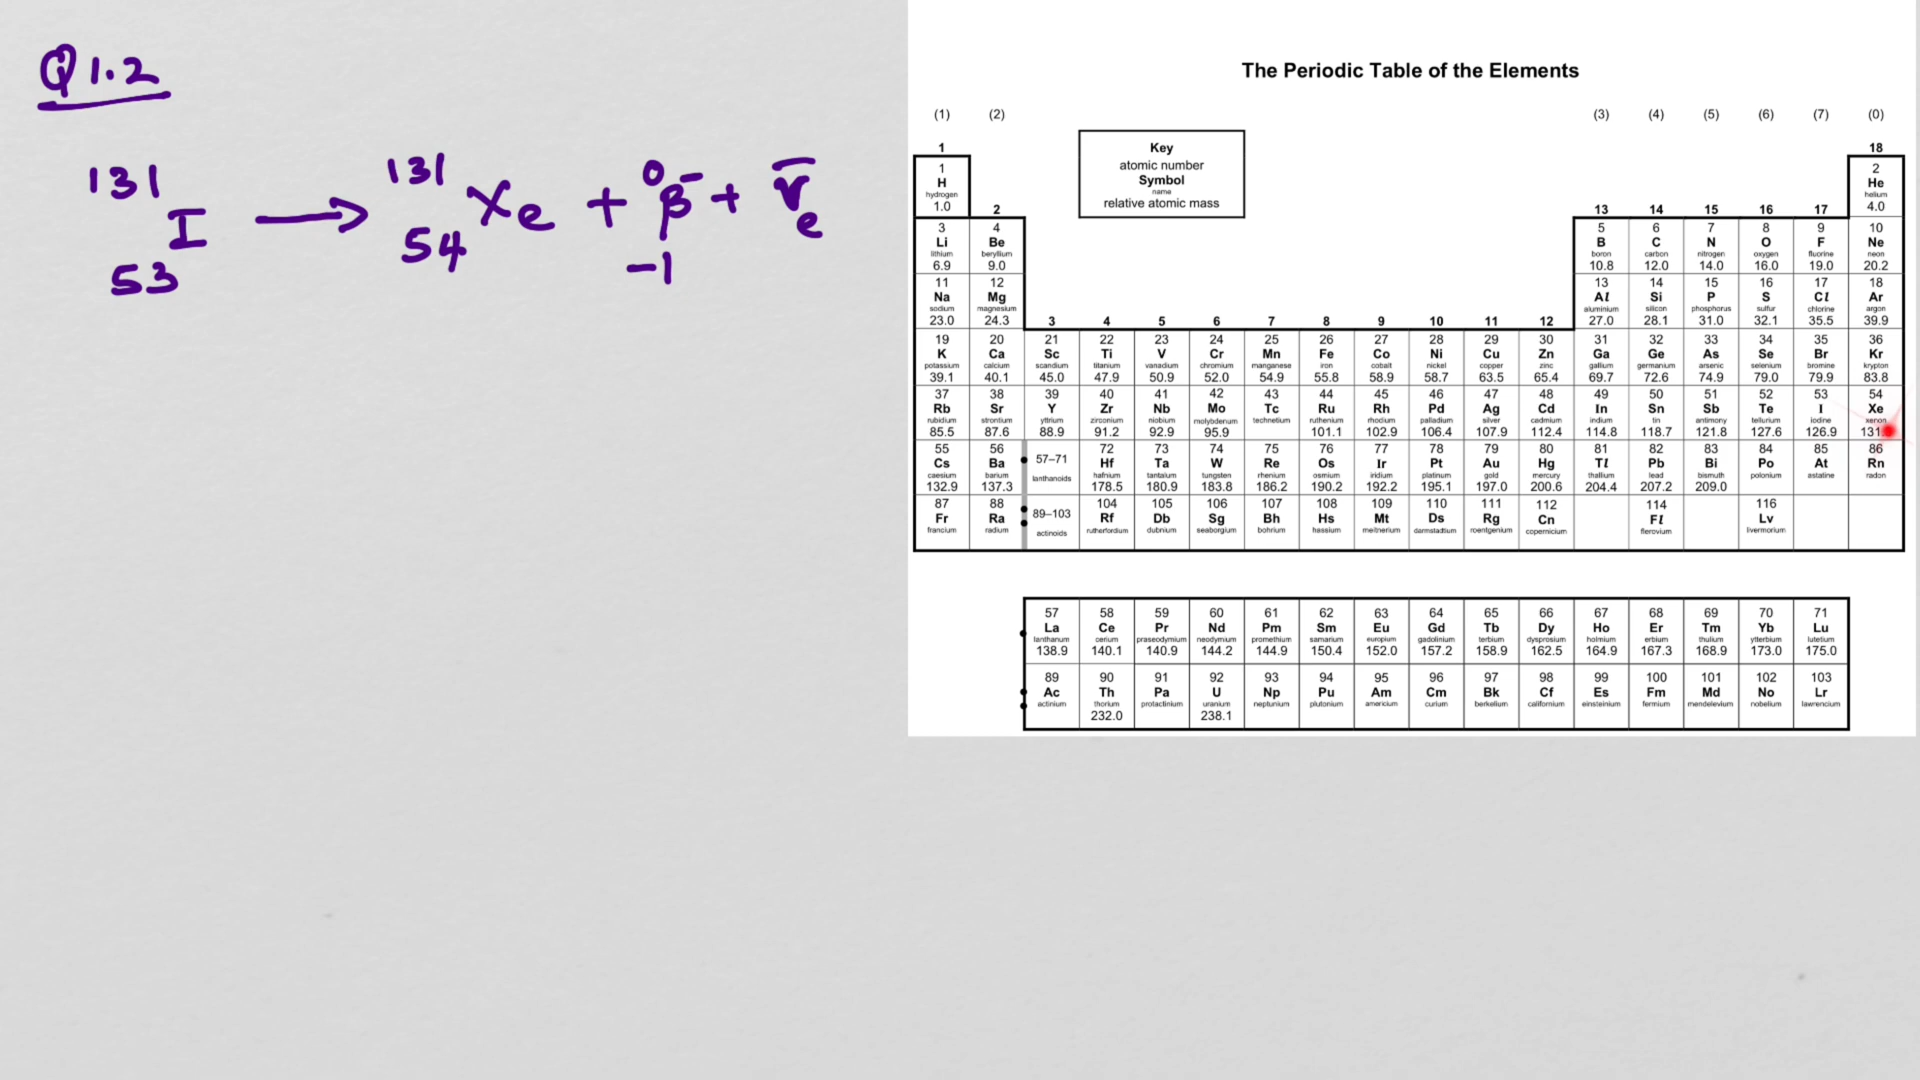 Q1.2
131 53 I → 131 54 Xe + 0 -1 β⁻ + ν̄e
The Periodic Table of the Elements
(1) (2) (3) (4) (5) (6) (7) (0)
Key
atomic number
Symbol
name
relative atomic mass
1 18
1 2
H He
hydrogen helium
1.0 4.0
2 13 14 15 16 17
3 4 5 6 7 8 9 10
Li Be B C N O F Ne
lithium beryllium boron carbon nitrogen oxygen fluorine neon
6.9 9.0 10.8 12.0 14.0 16.0 19.0 20.2
11 12 13 14 15 16 17 18
Na Mg Al Si P S Cl Ar
sodium magnesium aluminium silicon phosphorus sulfur chlorine argon
23.0 24.3 27.0 28.1 31.0 32.1 35.5 39.9
3 4 5 6 7 8 9 10 11 12
19 20 21 22 23 24 25 26 27 28 29 30 31 32 33 34 35 36
K Ca Sc Ti V Cr Mn Fe Co Ni Cu Zn Ga Ge As Se Br Kr
potassium calcium scandium titanium vanadium chromium manganese iron cobalt nickel copper zinc gallium germanium arsenic selenium bromine krypton
39.1 40.1 45.0 47.9 50.9 52.0 54.9 55.8 58.9 58.7 63.5 65.4 69.7 72.6 74.9 79.0 79.9 83.8
37 38 39 40 41 42 43 44 45 46 47 48 49 50 51 52 53 54
Rb Sr Y Zr Nb Mo Tc Ru Rh Pd Ag Cd In Sn Sb Te I Xe
rubidium strontium yttrium zirconium niobium molybdenum technetium ruthenium rhodium palladium silver cadmium indium tin antimony tellurium iodine xenon
85.5 87.6 88.9 91.2 92.9 95.9 101.1 102.9 106.4 107.9 112.4 114.8 118.7 121.8 127.6 126.9 131
55 56 57–71 72 73 74 75 76 77 78 79 80 81 82 83 84 85 86
Cs Ba Hf Ta W Re Os Ir Pt Au Hg Tl Pb Bi Po At Rn
caesium barium lanthanoids hafnium tantalum tungsten rhenium osmium iridium platinum gold mercury thallium lead bismuth polonium astatine radon
132.9 137.3 178.5 180.9 183.8 186.2 190.2 192.2 195.1 197.0 200.6 204.4 207.2 209.0
87 88 89–103 104 105 106 107 108 109 110 111 112 114 116
Fr Ra Rf Db Sg Bh Hs Mt Ds Rg Cn Fl Lv
francium radium actinoids rutherfordium dubnium seaborgium bohrium hassium meitnerium darmstadtium roentgenium copernicium flerovium livermorium
57 58 59 60 61 62 63 64 65 66 67 68 69 70 71
La Ce Pr Nd Pm Sm Eu Gd Tb Dy Ho Er Tm Yb Lu
lanthanum cerium praseodymium neodymium promethium samarium europium gadolinium terbium dysprosium holmium erbium thulium ytterbium lutetium
138.9 140.1 140.9 144.2 144.9 150.4 152.0 157.2 158.9 162.5 164.9 167.3 168.9 173.0 175.0
89 90 91 92 93 94 95 96 97 98 99 100 101 102 103
Ac Th Pa U Np Pu Am Cm Bk Cf Es Fm Md No Lr
actinium thorium protactinium uranium neptunium plutonium americium curium berkelium californium einsteinium fermium mendelevium nobelium lawrencium
232.0 238.1